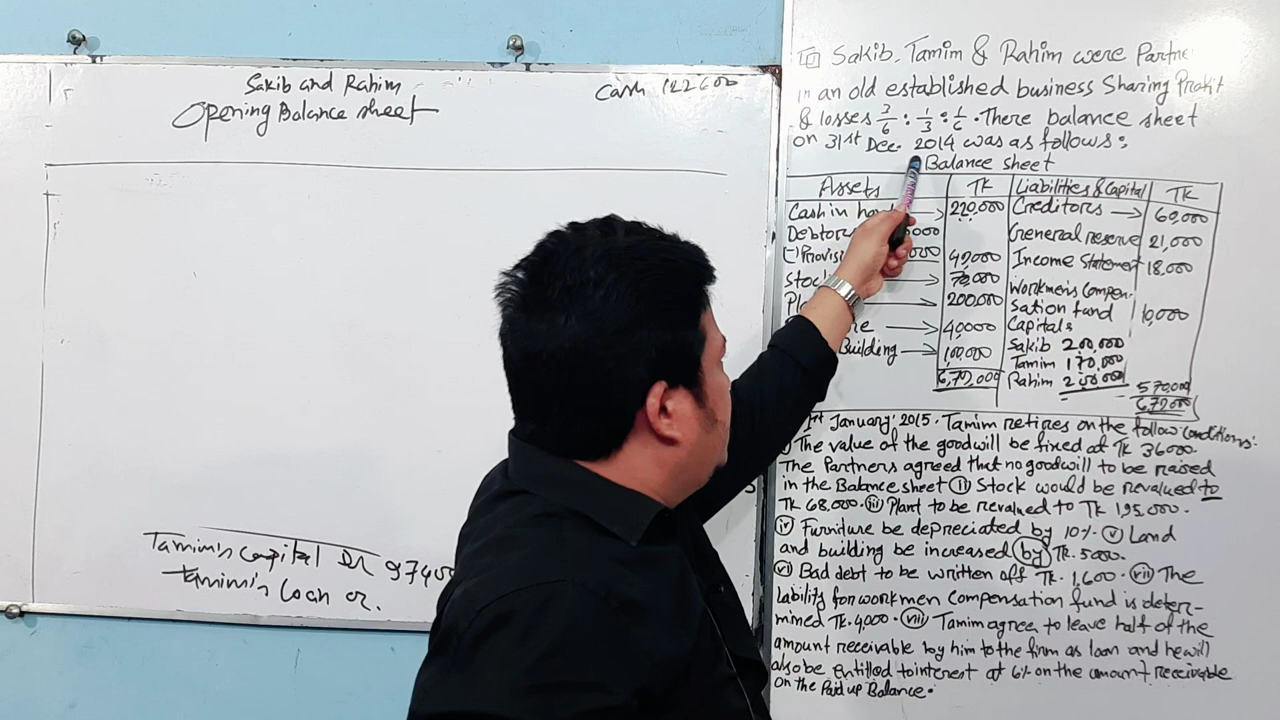 Sakib and Rahim
Opening Balance sheet
Cash 122600
Tamim's Capital Dr 97400
Tamim's Loan cr.
Sakib, Tamim & Rahim were Partne
in an old established business Sharing Profit
& losses 3/6 : 1/3 : 1/6 . There balance sheet
on 31st Dec. 2014 was as follows:
Balance sheet
Assets TK Liabilities & Capital TK
Cash in 220,000 Creditors 60,000
Debtors General reserve 21,000
(-) Provis 40,000 Income Statement 18,000
Stock 70,000 Workmen's Compen-
200,000 sation fund 10,000
40,000 Capitals
Building 100,000 Sakib 200,000
Tamim 170,000
6,79,000 Rahim 200,000 570,000
6,79,000
1st January, 2015. Tamim retires on the follow conditions:
The value of the goodwill be fixed at TK 36000.
The Partners agreed that no goodwill to be raised
in the Balance sheet (ii) Stock would be revalued to
TK 68,000. (iii) Plant to be revalued to TK 195,000.
(iv) Furniture be depreciated by 10%. (v) Land
and building be increased (by) TK. 5000.
(vi) Bad debt to be written off TK. 1,600. (vii) The
liability for workmen Compensation fund is deter-
mined TK. 4,000. (viii) Tamim agree to leave half of the
amount receivable by him to the firm as loan and he will
also be entitled to interest at 6% on the amount receivable
on the Paid up Balance.